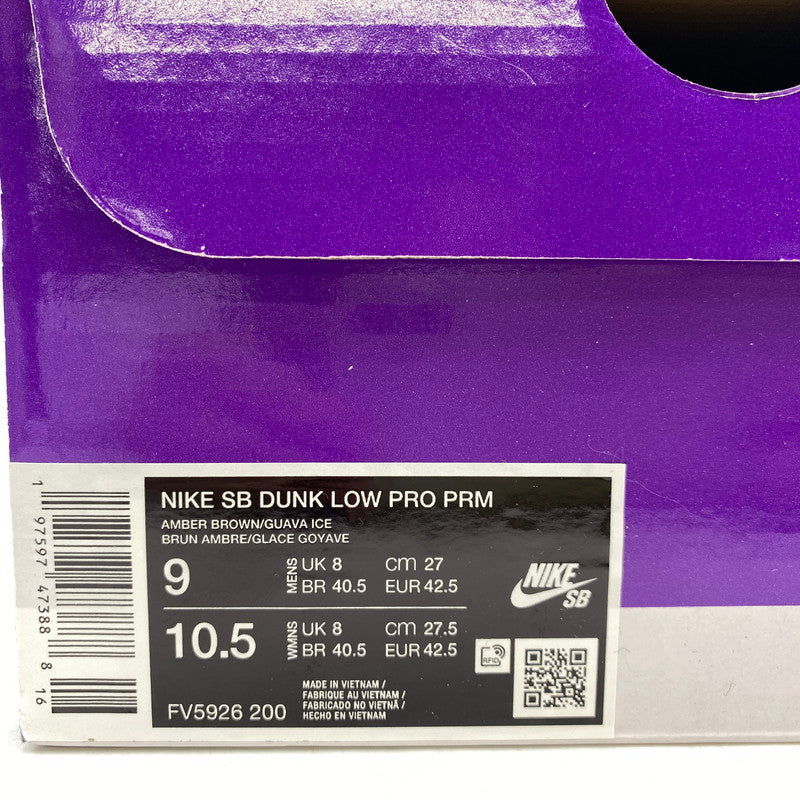 NIKE SB DUNK LOW PRO PRM
AMBER BROWN/GUAVA ICE
BRUN AMBRE/GLACE GOYAVE
9 MENS UK 8 CM 27
BR 40.5 EUR 42.5
10.5 WMNS UK 8 CM 27.5
BR 40.5 EUR 42.5
NIKE SB
RFID
MADE IN VIETNAM /
FABRIQUE AU VIETNAM /
FABRICADO NO VIETNÃ /
HECHO EN VIETNAM
FV5926 200
1 97597 47388 8 16